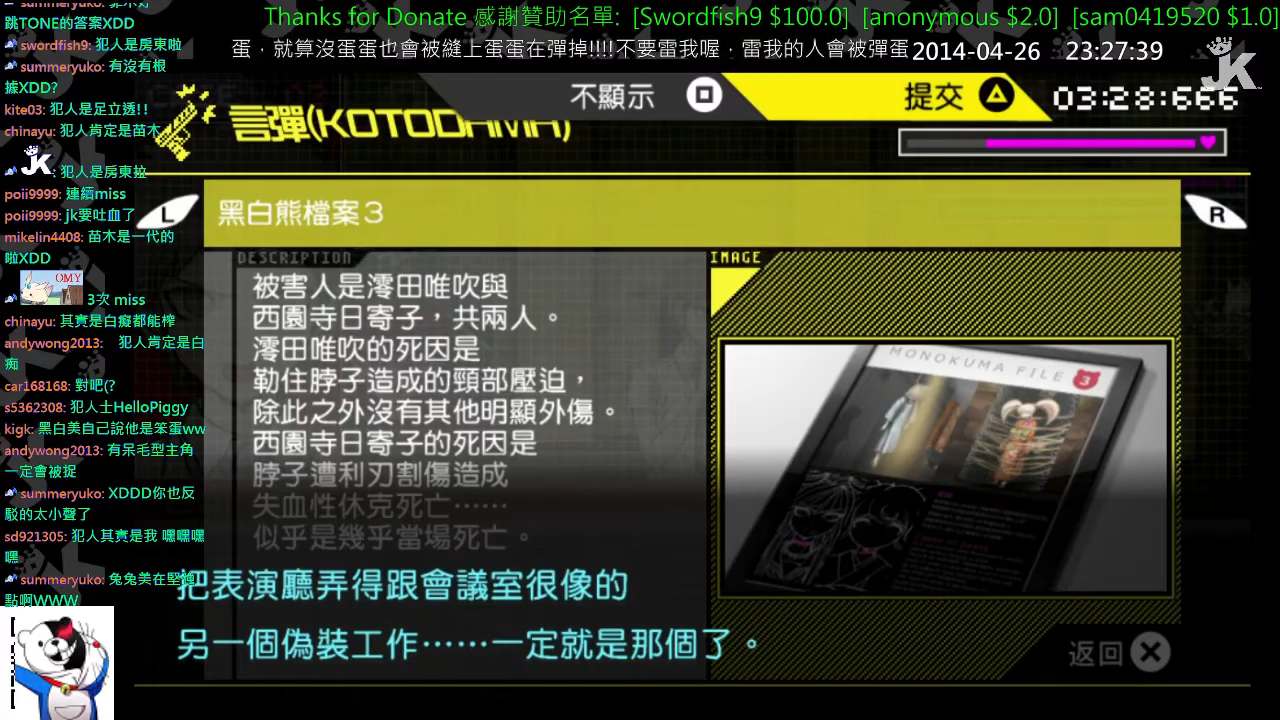 Thanks for Donate 感謝贊助名單: [Swordfish9 $100.0] [anonymous $2.0] [sam0419520 $1.0]
蛋，就算沒蛋蛋也會被縫上蛋蛋在彈掉!!!!不要雷我喔，雷我的人會被彈蛋
2014-04-26 23:27:39
JK
不顯示
提交
03:28:666
言彈(KOTODAMA)
L
黑白熊檔案3
R
DESCRIPTION
被害人是澪田唯吹與
西園寺日寄子，共兩人。
澪田唯吹的死因是
勒住脖子造成的頸部壓迫，
除此之外沒有其他明顯外傷。
西園寺日寄子的死因是
脖子遭利刃割傷造成
失血性休克死亡……
似乎是幾乎當場死亡。
IMAGE
MONOKUMA FILE 3
把表演廳弄得跟會議室很像的
另一個偽裝工作……一定就是那個了。
返回
跳TONE的答案XDD
swordfish9: 犯人是房東啦
summeryuko: 有沒有根
據XDD?
kite03: 犯人是足立透!!
chinayu: 犯人肯定是苗木
JK: 犯人是房東拉
poii9999: 連續miss
poii9999: jk要吐血了
mikelin4408: 苗木是一代的
啦XDD
OMY
3次 miss
chinayu: 其實是白癡都能榨
andywong2013: 犯人肯定是白
痴
car168168: 對吧(?
s5362308: 犯人士HelloPiggy
kigk: 黑白美自己說他是笨蛋ww
andywong2013: 有呆毛型主角
一定會被捉
summeryuko: XDDD你也反
駁的太小聲了
sd921305: 犯人其實是我 嘿嘿嘿
嘿
summeryuko: 兔兔美在堅強
點啊WWW